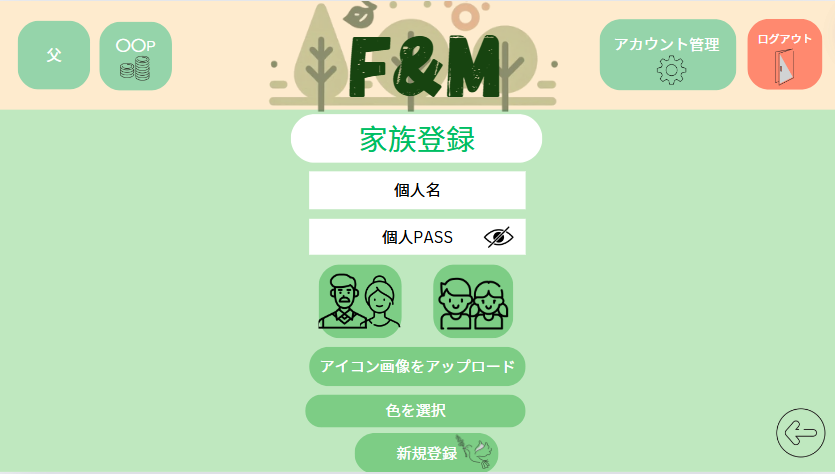 父
OOP
F&M
アカウント管理
ログアウト
家族登録
個人名
個人PASS
アイコン画像をアップロード
色を選択
新規登録